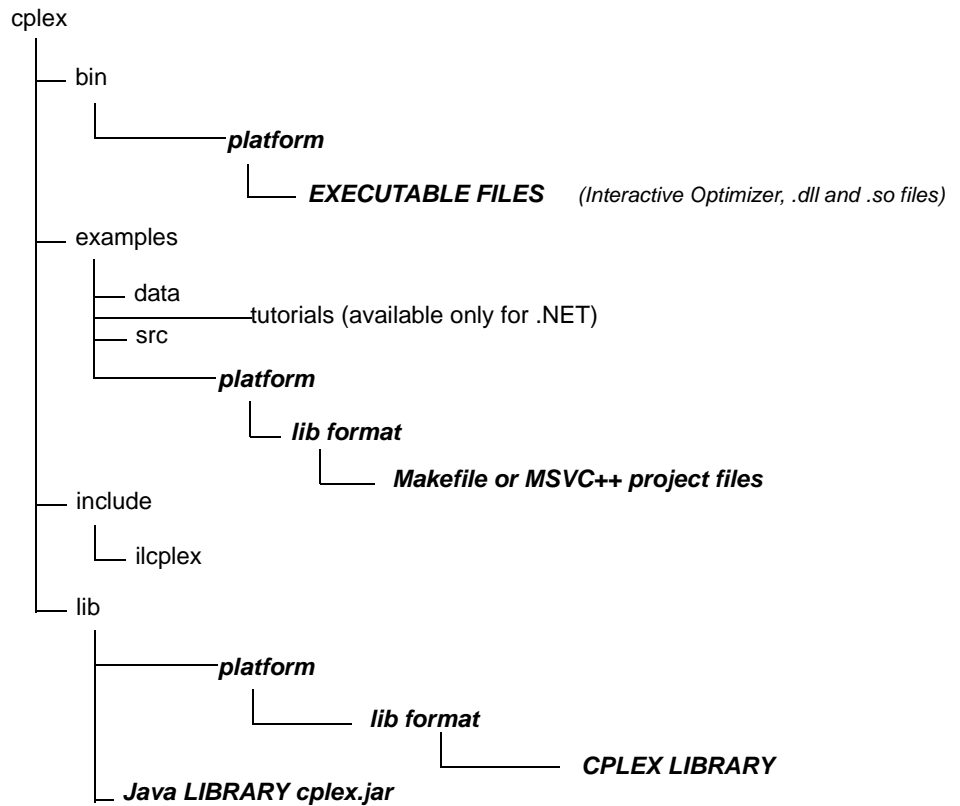 cplex
bin
platform
EXECUTABLE FILES (Interactive Optimizer, .dll and .so files)
examples
data
tutorials (available only for .NET)
src
platform
lib format
Makefile or MSVC++ project files
include
ilcplex
lib
platform
lib format
CPLEX LIBRARY
Java LIBRARY cplex.jar